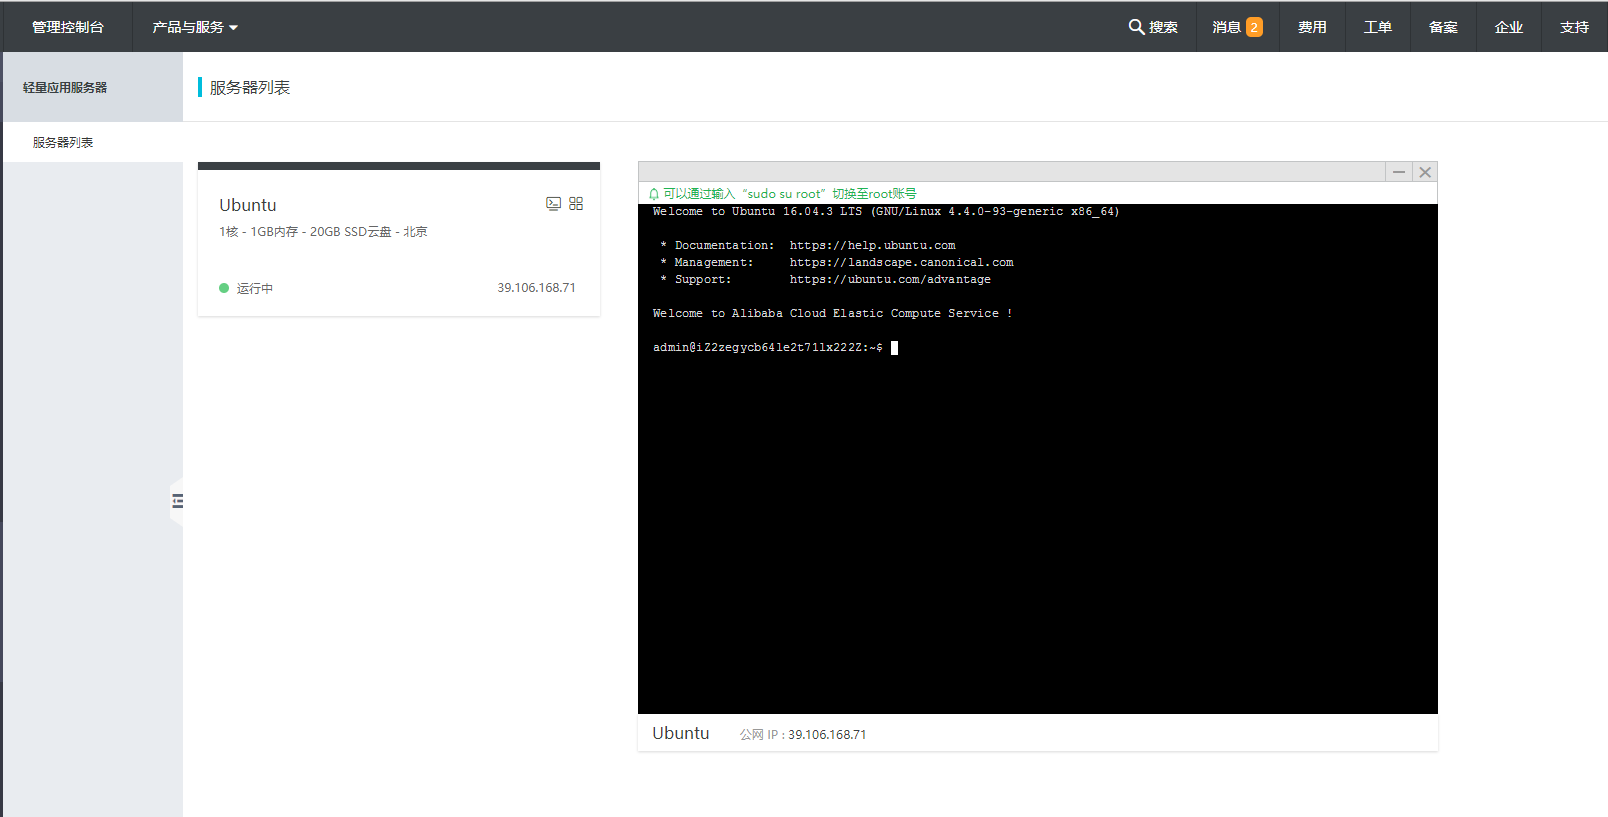 管理控制台 产品与服务 搜索 消息 2 费用 工单 备案 企业 支持
轻量应用服务器
服务器列表
服务器列表
Ubuntu
1核 - 1GB内存 - 20GB SSD云盘 - 北京
运行中 39.106.168.71
可以通过输入“sudo su root”切换至root账号
Welcome to Ubuntu 16.04.3 LTS (GNU/Linux 4.4.0-93-generic x86_64)
* Documentation: https://help.ubuntu.com
* Management: https://landscape.canonical.com
* Support: https://ubuntu.com/advantage
Welcome to Alibaba Cloud Elastic Compute Service !
admin@iZ2zegycb64le2t71lx222Z:~$
Ubuntu 公网 IP : 39.106.168.71